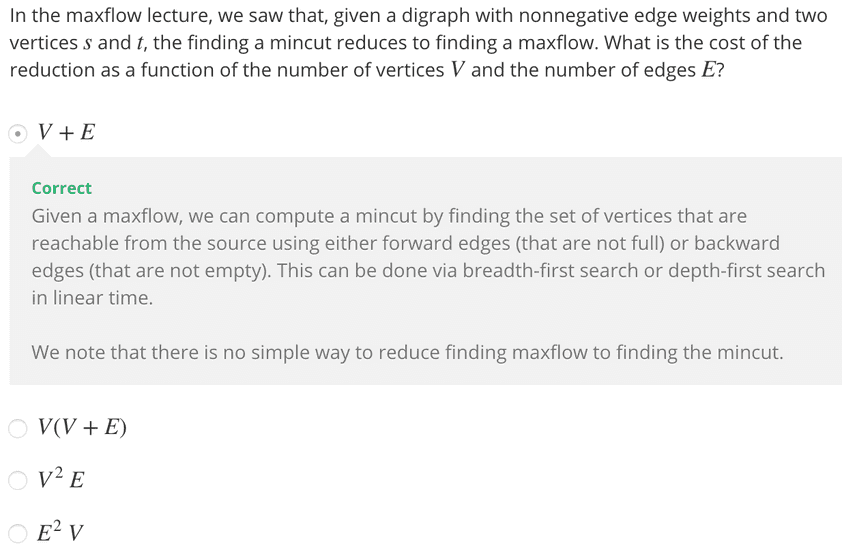 In the maxflow lecture, we saw that, given a digraph with nonnegative edge weights and two
vertices s and t, the finding a mincut reduces to finding a maxflow. What is the cost of the
reduction as a function of the number of vertices V and the number of edges E?
V + E
Correct
Given a maxflow, we can compute a mincut by finding the set of vertices that are
reachable from the source using either forward edges (that are not full) or backward
edges (that are not empty). This can be done via breadth-first search or depth-first search
in linear time.
We note that there is no simple way to reduce finding maxflow to finding the mincut.
V(V + E)
V² E
E² V